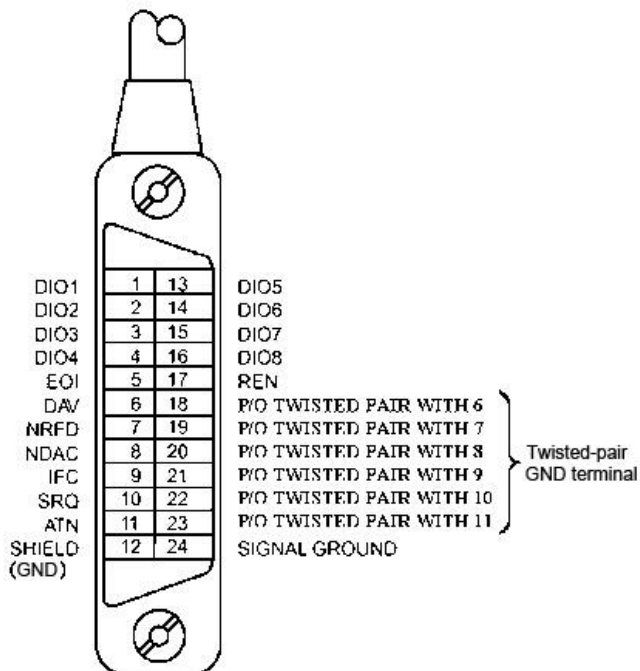 DIO1 1 13 DIO5
DIO2 2 14 DIO6
DIO3 3 15 DIO7
DIO4 4 16 DIO8
EOI 5 17 REN
DAV 6 18 P/O TWISTED PAIR WITH 6
NRFD 7 19 P/O TWISTED PAIR WITH 7
NDAC 8 20 P/O TWISTED PAIR WITH 8
IFC 9 21 P/O TWISTED PAIR WITH 9
SRQ 10 22 P/O TWISTED PAIR WITH 10
ATN 11 23 P/O TWISTED PAIR WITH 11
SHIELD 12 24 SIGNAL GROUND
(GND)
Twisted-pair
GND terminal